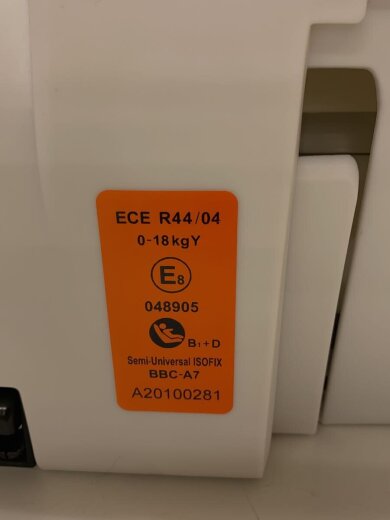 ECE R44/04
0-18kgY
E8
048905
B1+D
Semi-Universal ISOFIX
BBC-A7
A20100281